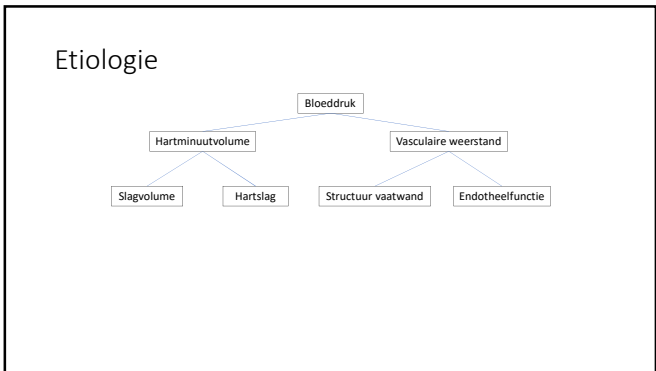 Etiologie
Bloeddruk
Hartminuutvolume Vasculaire weerstand
Slagvolume Hartslag Structuur vaatwand Endotheelfunctie